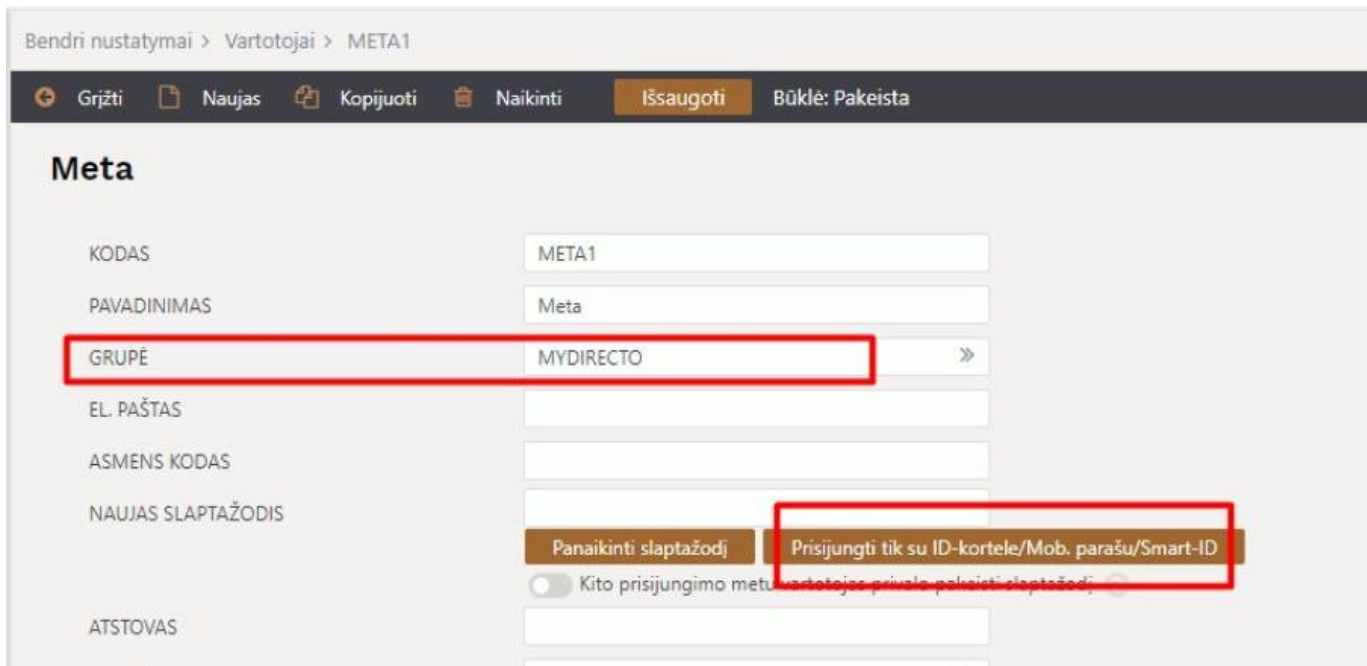 Bendri nustatymai > Vartotojai > META1
Grįžti Naujas Kopijuoti Naikinti Išsaugoti Būklė: Pakeista
Meta
KODAS META1
PAVADINIMAS Meta
GRUPĖ MYDIRECTO »
EL. PAŠTAS
ASMENS KODAS
NAUJAS SLAPTAŽODIS
Panaikinti slaptažodį Prisijungti tik su ID-kortele/Mob. parašu/Smart-ID
Kito prisijungimo metu vartotojas privalo pakeisti slaptažodį
ATSTOVAS